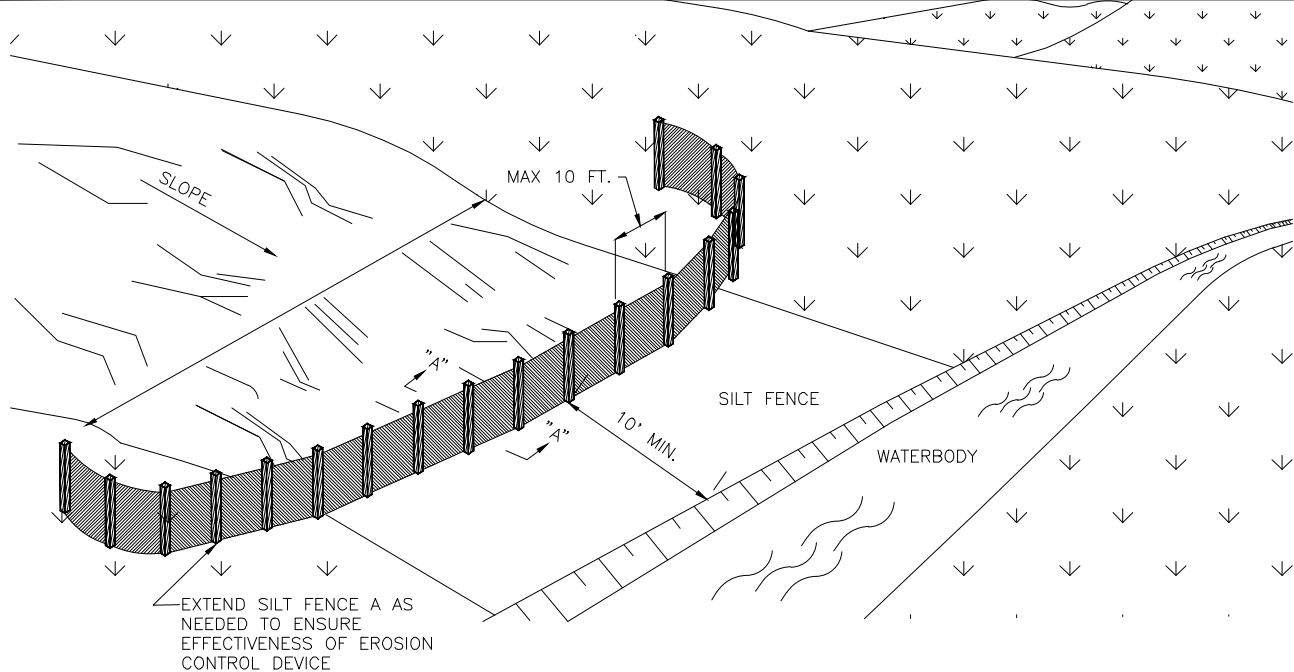 SLOPE
MAX 10 FT.
"A"
"A"
10' MIN.
SILT FENCE
WATERBODY
EXTEND SILT FENCE A AS
NEEDED TO ENSURE
EFFECTIVENESS OF EROSION
CONTROL DEVICE